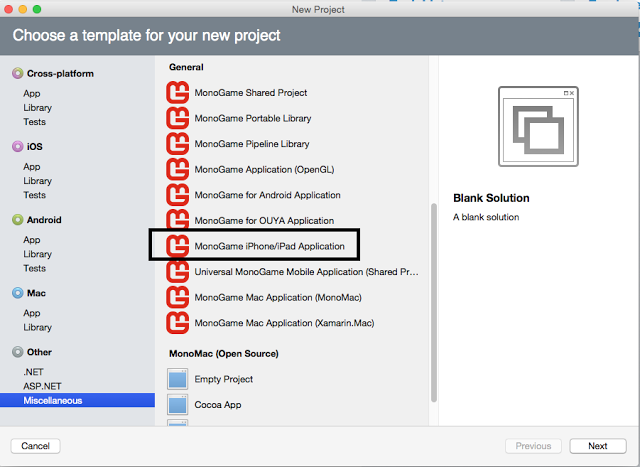 New Project
Choose a template for your new project
Cross-platform
App
Library
Tests
iOS
App
Library
Tests
Android
App
Library
Tests
Mac
App
Library
Other
.NET
ASP.NET
Miscellaneous
General
MonoGame Shared Project
MonoGame Portable Library
MonoGame Pipeline Library
MonoGame Application (OpenGL)
MonoGame for Android Application
MonoGame for OUYA Application
MonoGame iPhone/iPad Application
Universal MonoGame Mobile Application (Shared Pr...
MonoGame Mac Application (MonoMac)
MonoGame Mac Application (Xamarin.Mac)
MonoMac (Open Source)
Empty Project
Cocoa App
Blank Solution
A blank solution
Cancel
Previous
Next